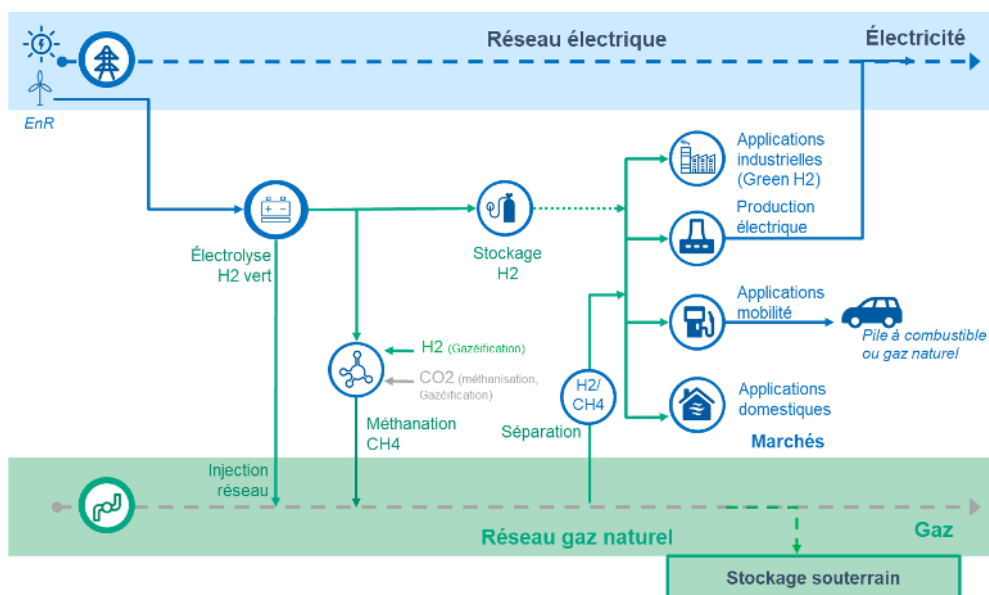 Réseau électrique
Électricité
EnR
Applications
industrielles
(Green H2)
Production
électrique
Électrolyse
H2 vert
Stockage
H2
Applications
mobilité
Pile à combustible
ou gaz naturel
H2 (Gazéification)
CO2 (méthanisation,
Gazéification)
H2/
CH4
Applications
domestiques
Méthanation
CH4
Séparation
Marchés
Injection
réseau
Réseau gaz naturel
Gaz
Stockage souterrain